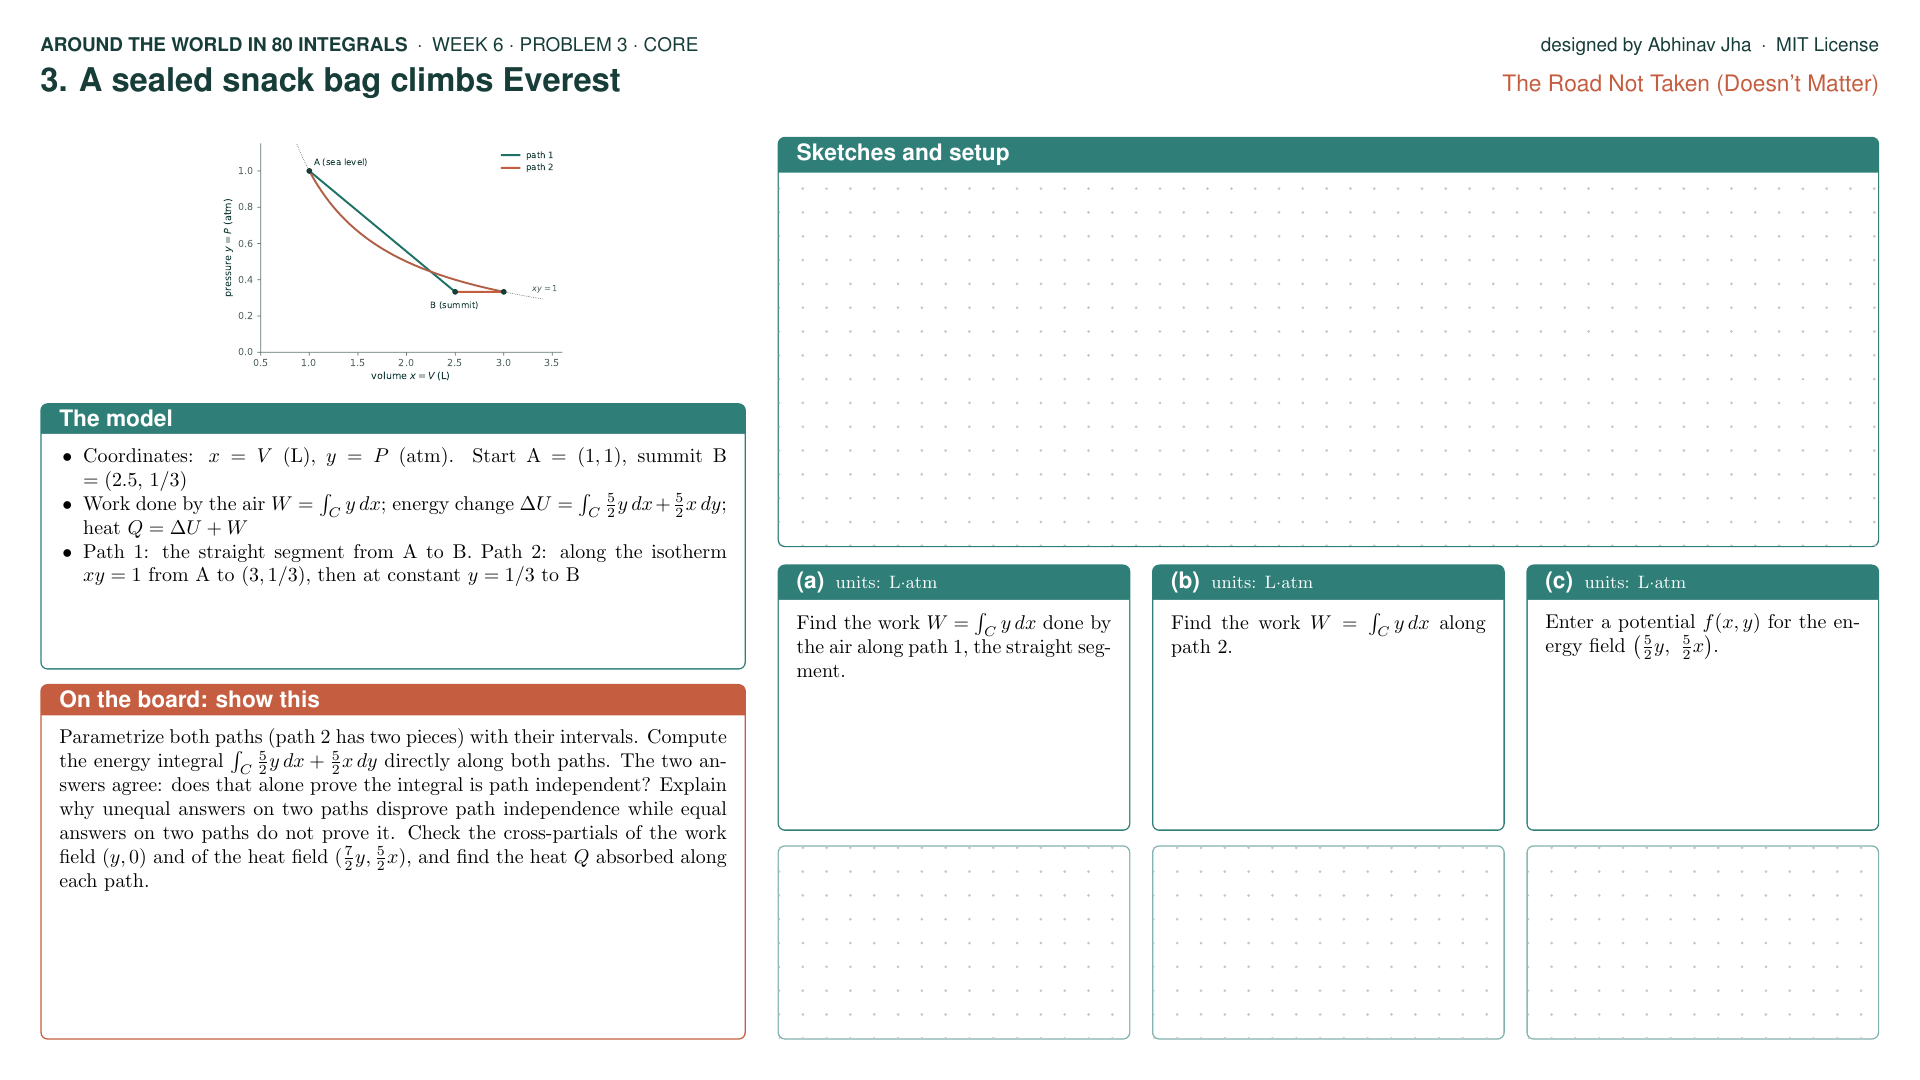 AROUND THE WORLD IN 80 INTEGRALS · WEEK 6 · PROBLEM 3 · CORE
designed by Abhinav Jha · MIT License
3. A sealed snack bag climbs Everest
The Road Not Taken (Doesn't Matter)
A (sea level)
path 1
path 2
1.0
0.8
0.6
0.4
0.2
0.0
pressure y = P (atm)
xy = 1
B (summit)
0.5 1.0 1.5 2.0 2.5 3.0 3.5
volume x = V (L)
The model
• Coordinates: x = V (L), y = P (atm). Start A = (1, 1), summit B
= (2.5, 1/3)
• Work done by the air W = ∫_C y dx; energy change ΔU = ∫_C 5/2 y dx + 5/2 x dy;
heat Q = ΔU + W
• Path 1: the straight segment from A to B. Path 2: along the isotherm
xy = 1 from A to (3, 1/3), then at constant y = 1/3 to B
On the board: show this
Parametrize both paths (path 2 has two pieces) with their intervals. Compute
the energy integral ∫_C 5/2 y dx + 5/2 x dy directly along both paths. The two an-
swers agree: does that alone prove the integral is path independent? Explain
why unequal answers on two paths disprove path independence while equal
answers on two paths do not prove it. Check the cross-partials of the work
field (y, 0) and of the heat field (7/2 y, 5/2 x), and find the heat Q absorbed along
each path.
Sketches and setup
(a) units: L·atm
Find the work W = ∫_C y dx done by
the air along path 1, the straight seg-
ment.
(b) units: L·atm
Find the work W = ∫_C y dx along
path 2.
(c) units: L·atm
Enter a potential f(x, y) for the en-
ergy field (5/2 y, 5/2 x).